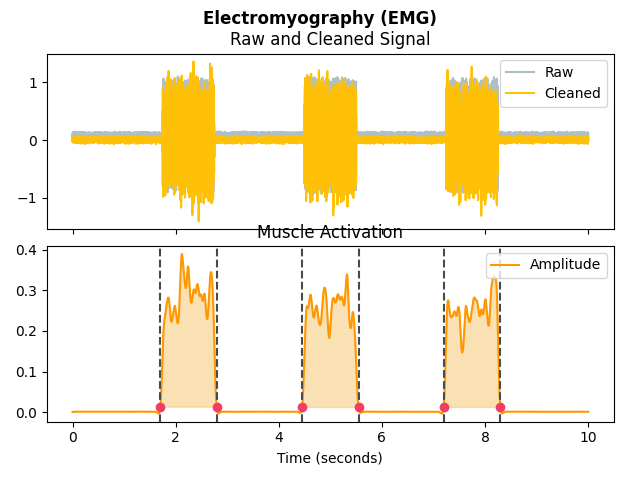 Electromyography (EMG)
Raw and Cleaned Signal
Raw
Cleaned
1
0
−1
Muscle Activation
Amplitude
0.4
0.3
0.2
0.1
0.0
0 2 4 6 8 10
Time (seconds)